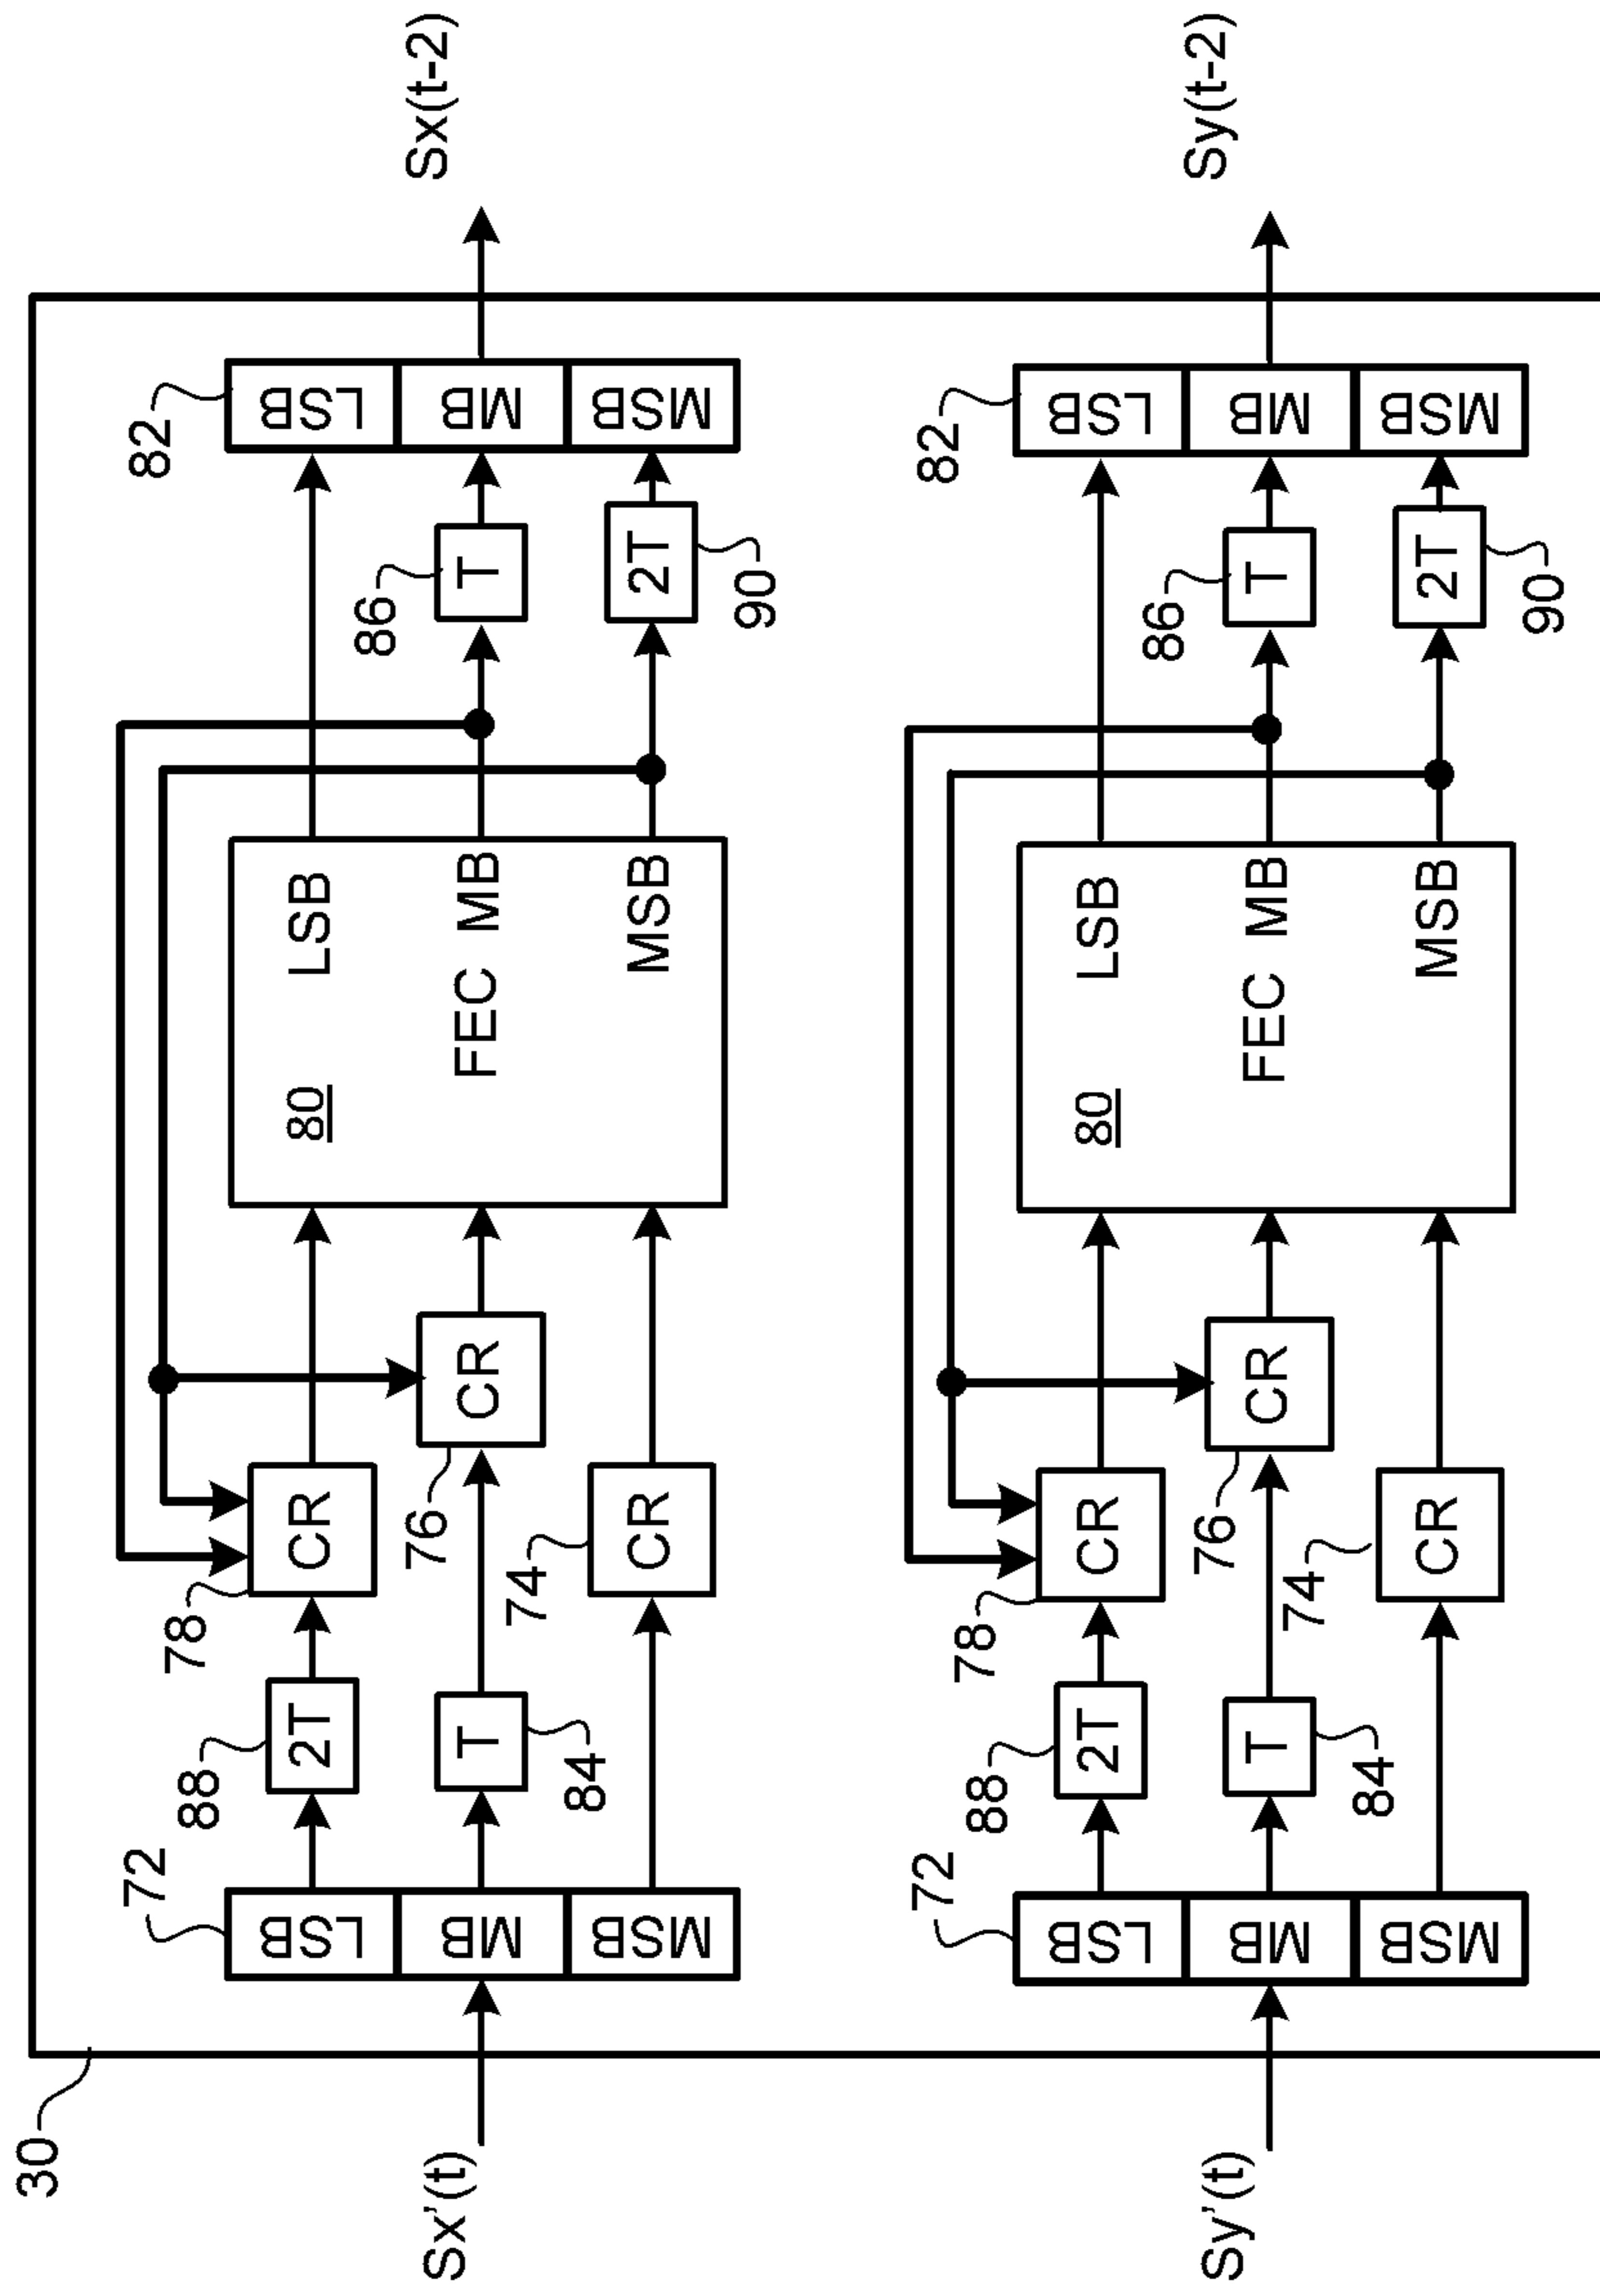 30
Sx'(t)
72
LSB
MB
MSB
88
2T
T
84
78
CR
76
CR
74
CR
80
FEC
LSB
MB
MSB
86
T
2T
90
82
LSB
MB
MSB
Sx(t-2)
Sy'(t)
72
LSB
MB
MSB
88
2T
T
84
78
CR
76
CR
74
CR
80
FEC
LSB
MB
MSB
86
T
2T
90
82
LSB
MB
MSB
Sy(t-2)